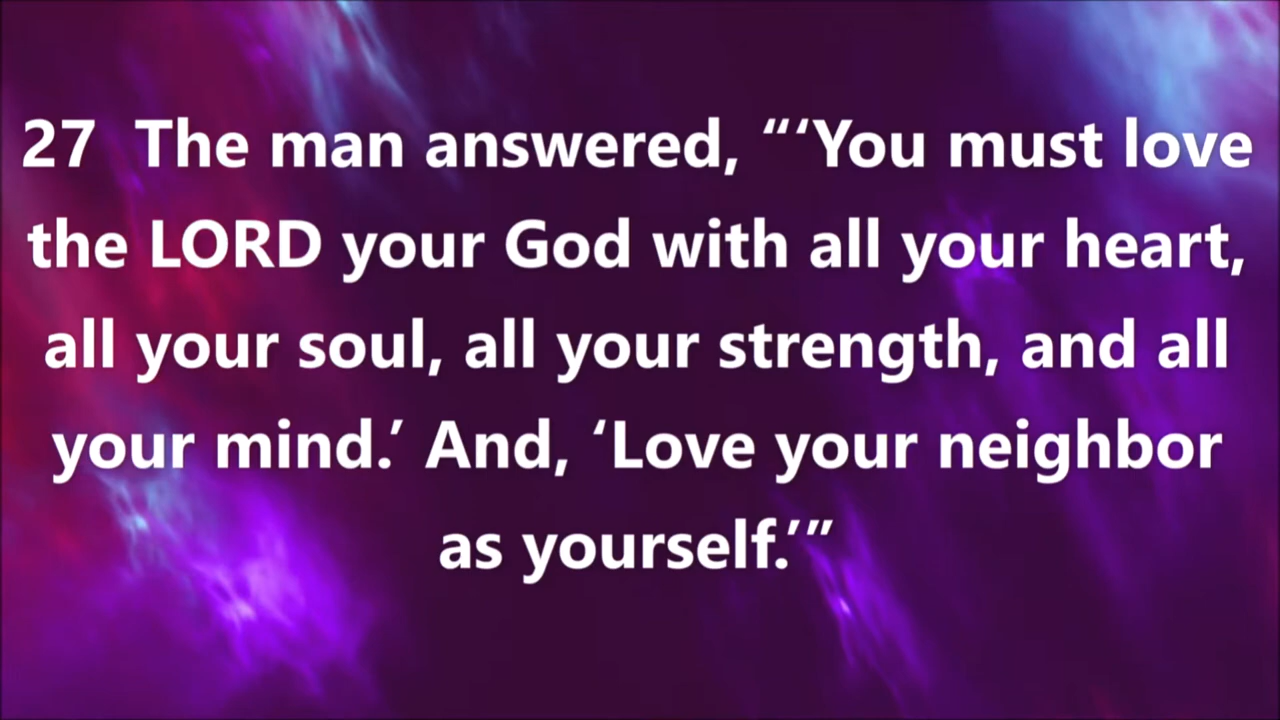 27  The man answered, “‘You must love
the LORD your God with all your heart,
all your soul, all your strength, and all
your mind.’ And, ‘Love your neighbor
as yourself.’”